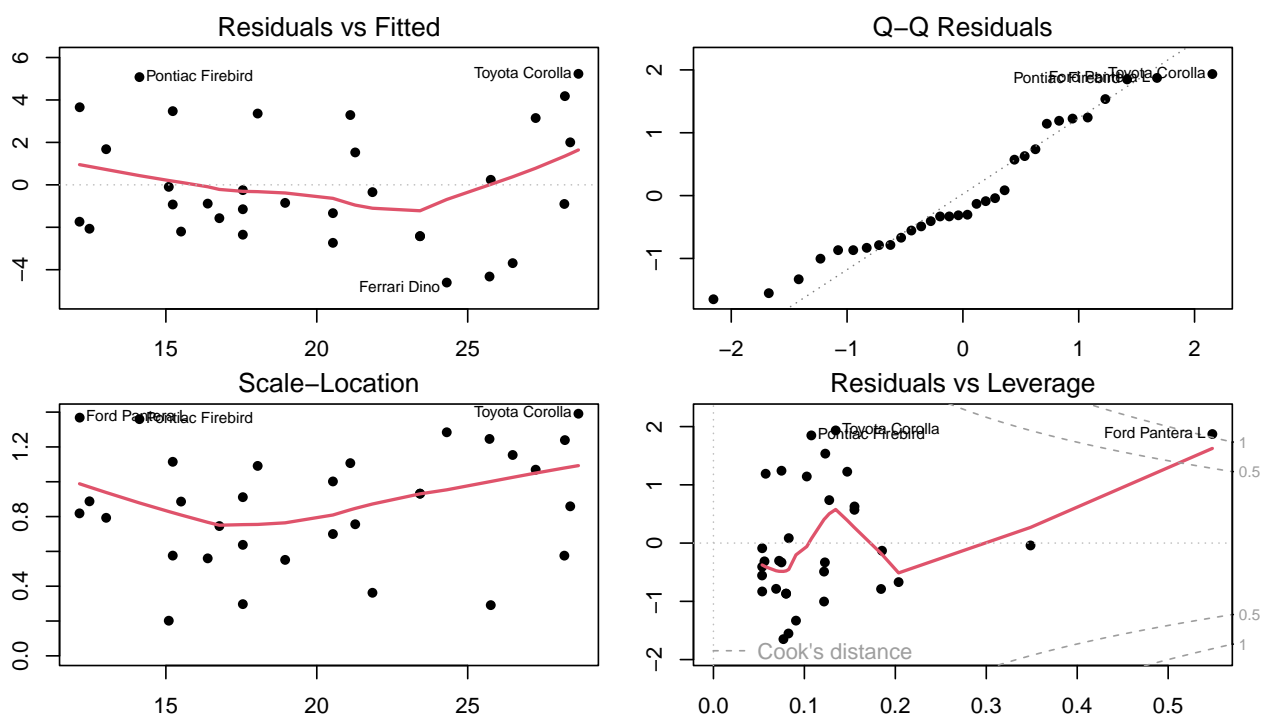 Residuals vs Fitted
6
4
2
0
−4
15
20
25
Pontiac Firebird
Toyota Corolla
Ferrari Dino
Q−Q Residuals
2
1
0
−1
−2
−1
0
1
2
Pontiac Firebird
Ford Pantera L
Toyota Corolla
Scale−Location
1.2
0.8
0.4
0.0
15
20
25
Ford Pantera L
Pontiac Firebird
Toyota Corolla
Residuals vs Leverage
2
1
0
−1
−2
0.0
0.1
0.2
0.3
0.4
0.5
Toyota Corolla
Pontiac Firebird
Ford Pantera L
1
0.5
0.5
1
Cook's distance